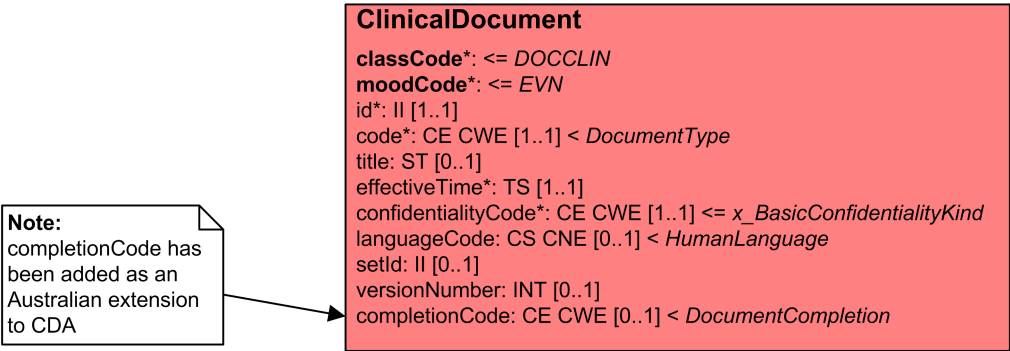 ClinicalDocument
classCode*: <= DOCCLIN
moodCode*: <= EVN
id*: II [1..1]
code*: CE CWE [1..1] < DocumentType
title: ST [0..1]
effectiveTime*: TS [1..1]
confidentialityCode*: CE CWE [1..1] <= x_BasicConfidentialityKind
languageCode: CS CNE [0..1] < HumanLanguage
setId: II [0..1]
versionNumber: INT [0..1]
completionCode: CE CWE [0..1] < DocumentCompletion
Note:
completionCode has
been added as an
Australian extension
to CDA